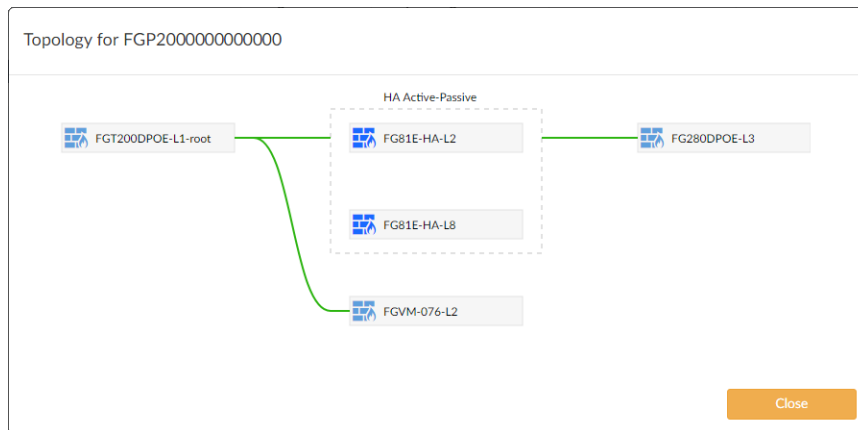 Topology for FGP2000000000000
HA Active-Passive
FGT200DPOE-L1-root
FG81E-HA-L2
FG280DPOE-L3
FG81E-HA-L8
FGVM-076-L2
Close